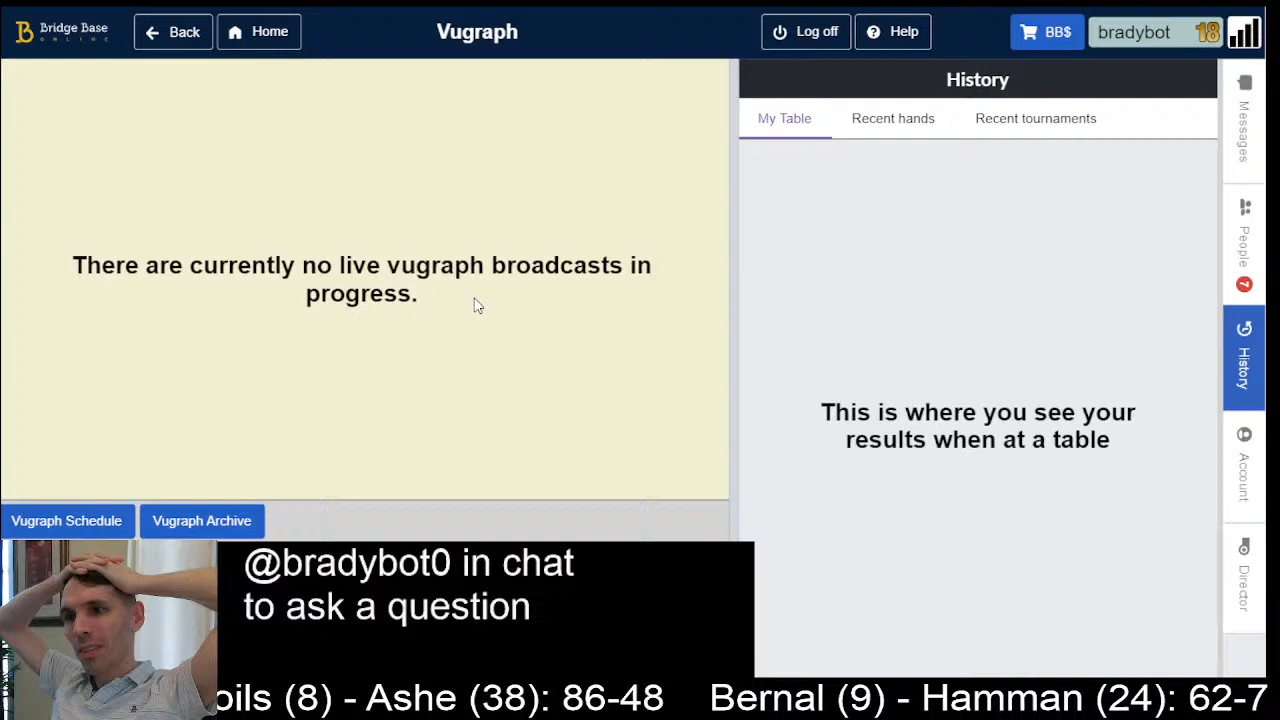 Bridge Base
ONLINE
Back
Home
Vugraph
Log off
Help
BB$
bradybot
18
History
My Table
Recent hands
Recent tournaments
There are currently no live vugraph broadcasts in
progress.
This is where you see your
results when at a table
Messages
People
7
History
Account
Director
Vugraph Schedule
Vugraph Archive
@bradybot0 in chat
to ask a question
oils (8) - Ashe (38): 86-48 Bernal (9) - Hamman (24): 62-7